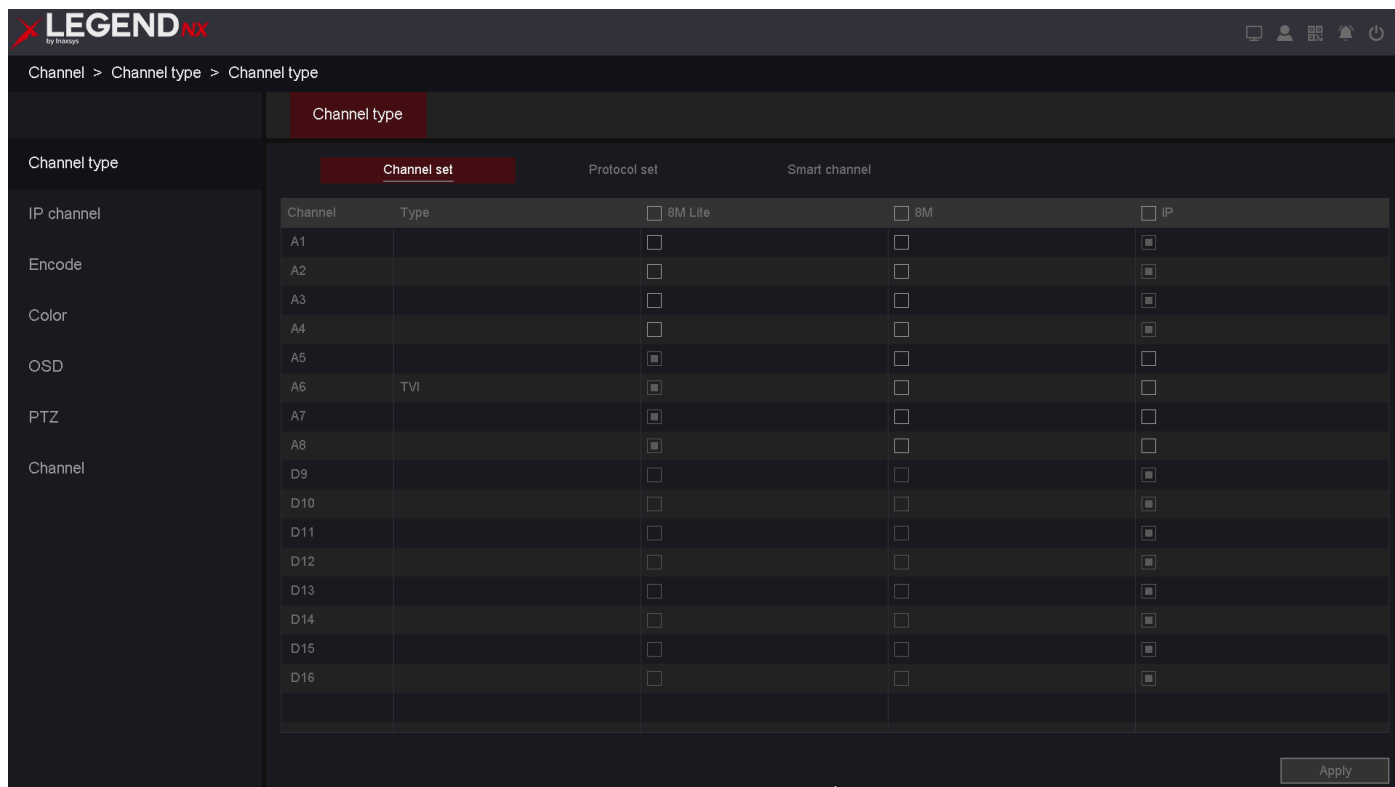 XLEGENDNX
by Inaxsys
Channel > Channel type > Channel type
Channel type
Channel type
IP channel
Encode
Color
OSD
PTZ
Channel
Channel set Protocol set Smart channel
Channel Type 8M Lite 8M IP
A1
A2
A3
A4
A5
A6 TVI
A7
A8
D9
D10
D11
D12
D13
D14
D15
D16
Apply